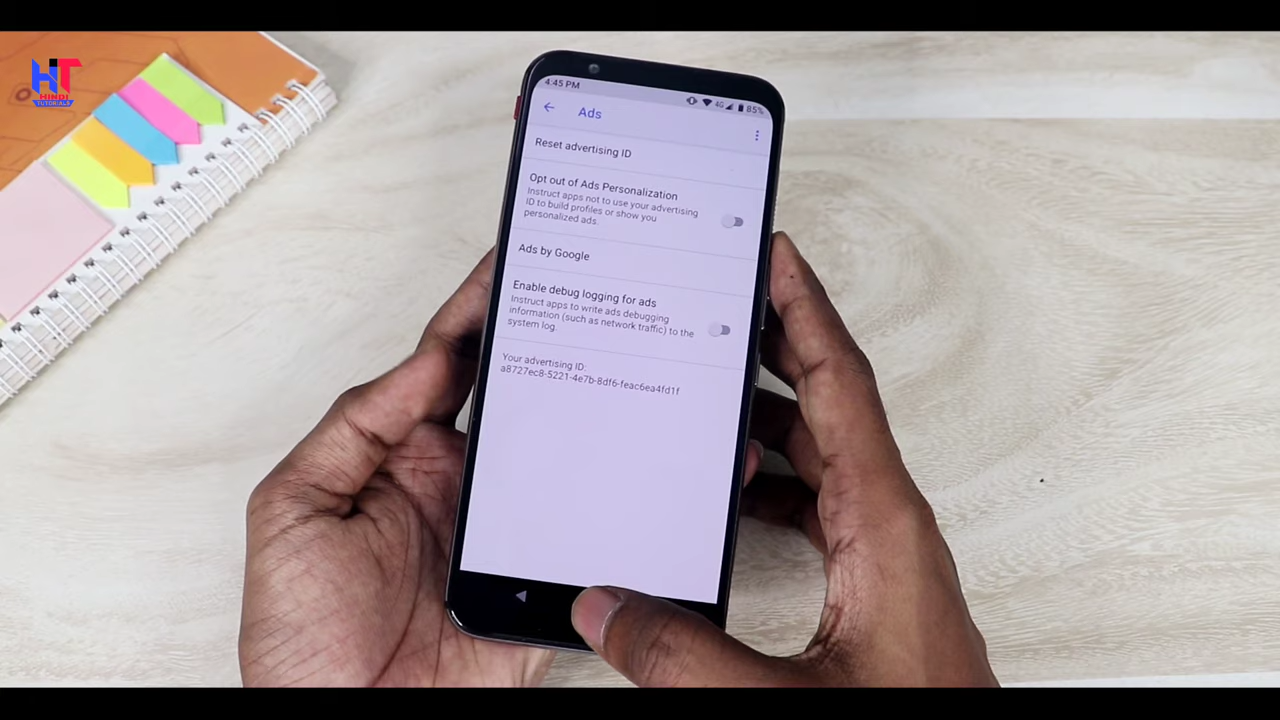 HT
HINDI
TUTORIALS
4:45 PM
4G
85%
Ads
Reset advertising ID
Opt out of Ads Personalization
Instruct apps not to use your advertising
ID to build profiles or show you
personalized ads.
Ads by Google
Enable debug logging for ads
Instruct apps to write ads debugging
information (such as network traffic) to the
system log.
Your advertising ID:
a8727ec8-5221-4e7b-8df6-feac6ea4fd1f